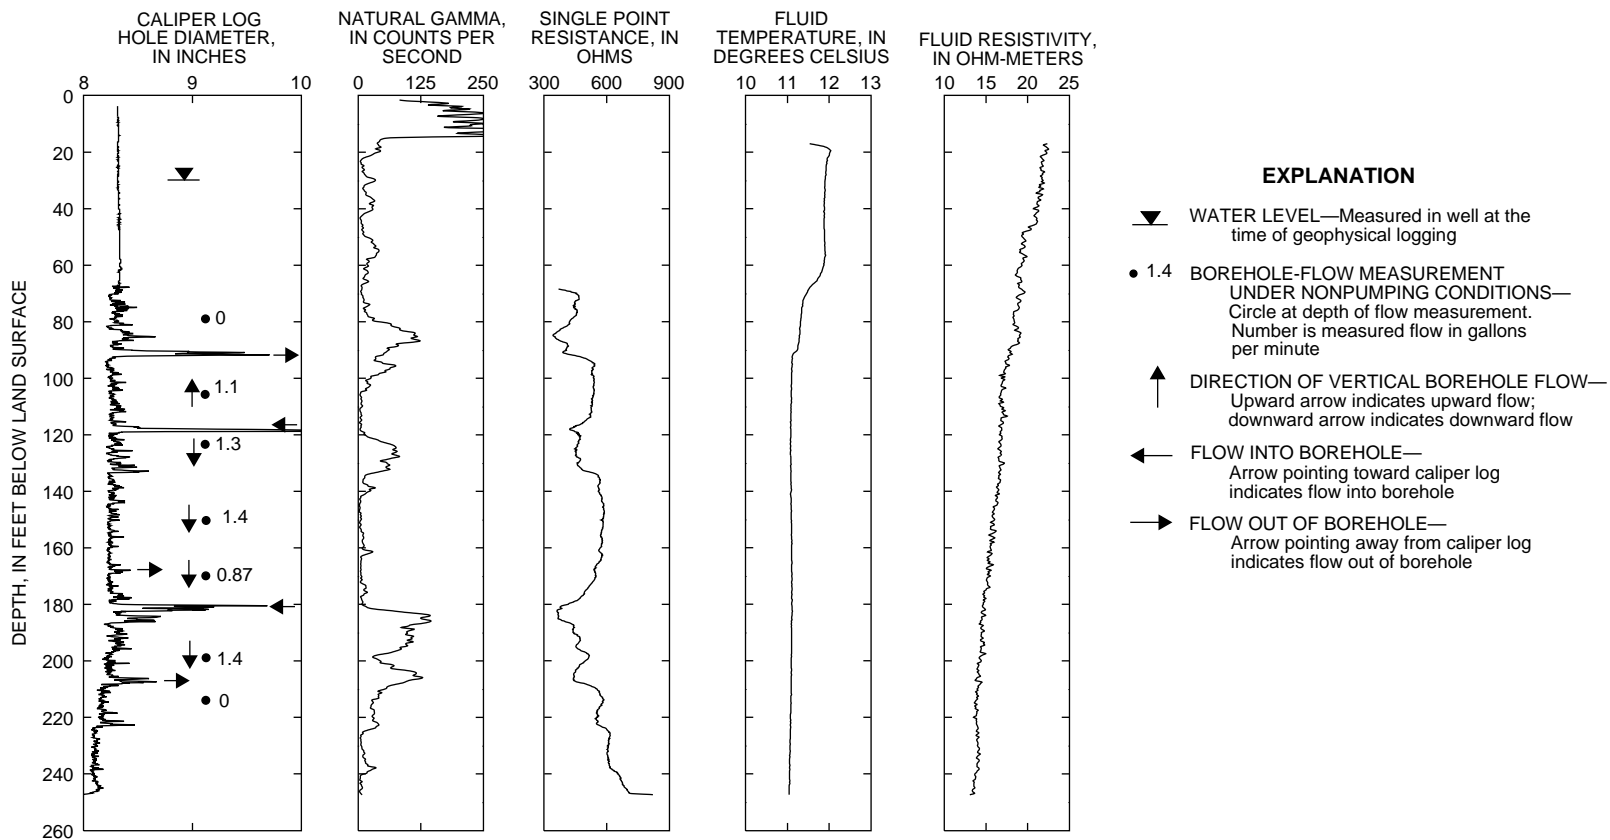 CALIPER LOG
HOLE DIAMETER,
IN INCHES
8 9 10
NATURAL GAMMA,
IN COUNTS PER
SECOND
0 125 250
SINGLE POINT
RESISTANCE, IN
OHMS
300 600 900
FLUID
TEMPERATURE, IN
DEGREES CELSIUS
10 11 12 13
FLUID RESISTIVITY,
IN OHM-METERS
10 15 20 25
DEPTH, IN FEET BELOW LAND SURFACE
0
20
40
60
80
100
120
140
160
180
200
220
240
260
0
1.1
1.3
1.4
0.87
1.4
0
EXPLANATION
WATER LEVEL—Measured in well at the
time of geophysical logging
1.4 BOREHOLE-FLOW MEASUREMENT
UNDER NONPUMPING CONDITIONS—
Circle at depth of flow measurement.
Number is measured flow in gallons
per minute
DIRECTION OF VERTICAL BOREHOLE FLOW—
Upward arrow indicates upward flow;
downward arrow indicates downward flow
FLOW INTO BOREHOLE—
Arrow pointing toward caliper log
indicates flow into borehole
FLOW OUT OF BOREHOLE—
Arrow pointing away from caliper log
indicates flow out of borehole